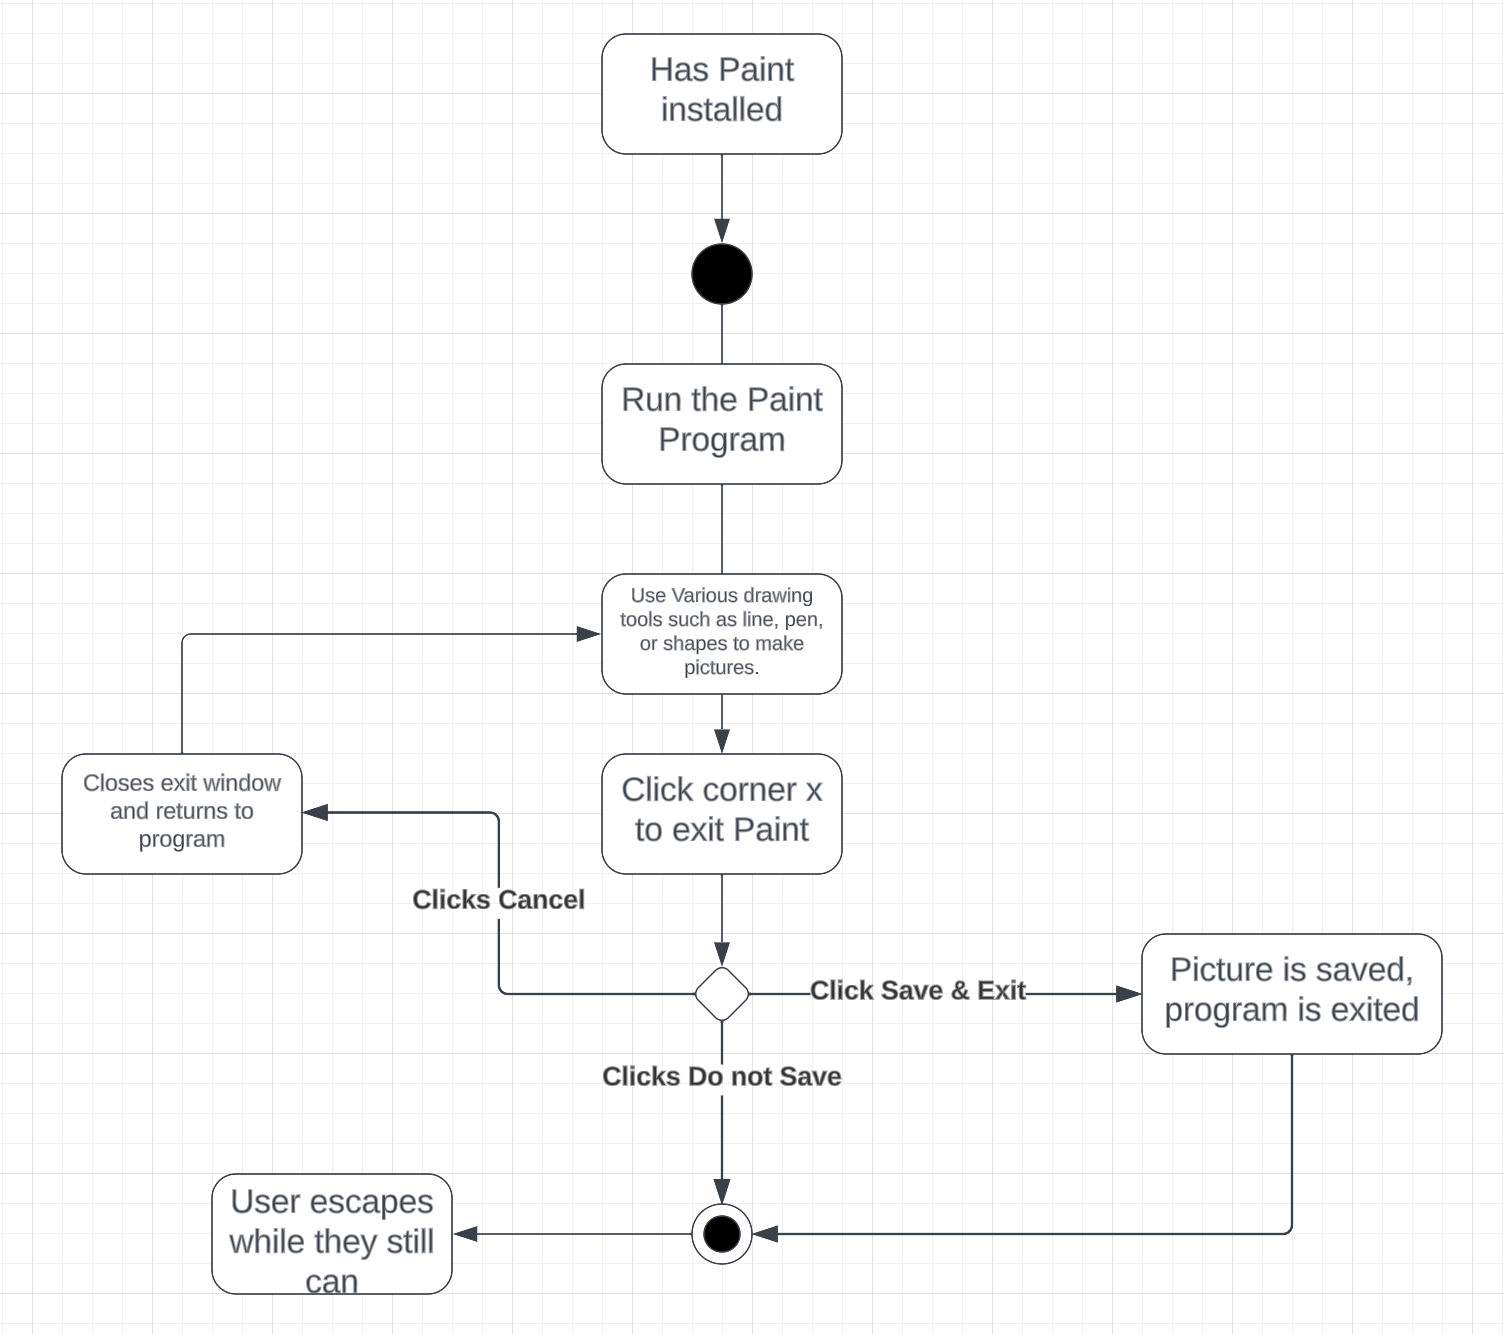 Has Paint
installed
Run the Paint
Program
Use Various drawing
tools such as line, pen,
or shapes to make
pictures.
Closes exit window
and returns to
program
Click corner x
to exit Paint
Clicks Cancel
Click Save & Exit
Picture is saved,
program is exited
Clicks Do not Save
User escapes
while they still
can